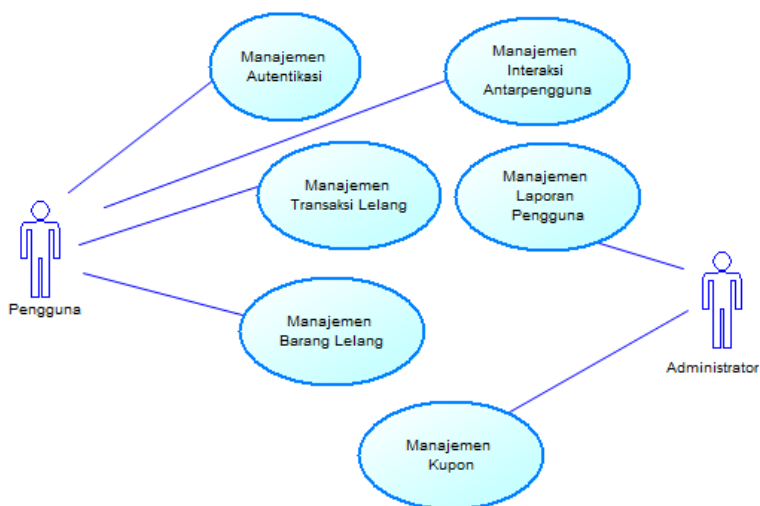 Manajemen
Autentikasi
Manajemen
Interaksi
Antarpengguna
Manajemen
Transaksi Lelang
Manajemen
Laporan
Pengguna
Pengguna
Manajemen
Barang Lelang
Administrator
Manajemen
Kupon